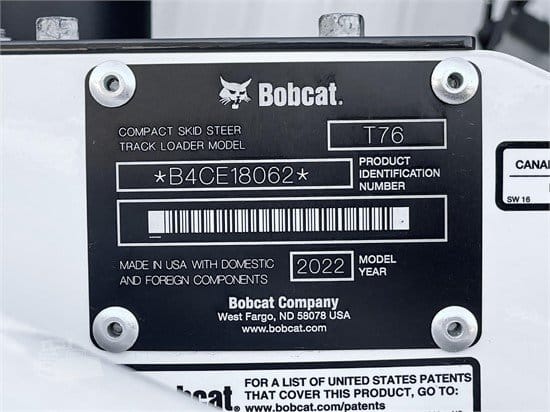 Bobcat.
COMPACT SKID STEER
TRACK LOADER MODEL
T76
*B4CE18062*
PRODUCT
IDENTIFICATION
NUMBER
MADE IN USA WITH DOMESTIC
AND FOREIGN COMPONENTS
2022
MODEL
YEAR
Bobcat Company
West Fargo, ND 58078 USA
www.bobcat.com
SW 16
FOR A LIST OF UNITED STATES PATENTS
THAT COVER THIS PRODUCT, GO TO:
www.bobcat.com/patents